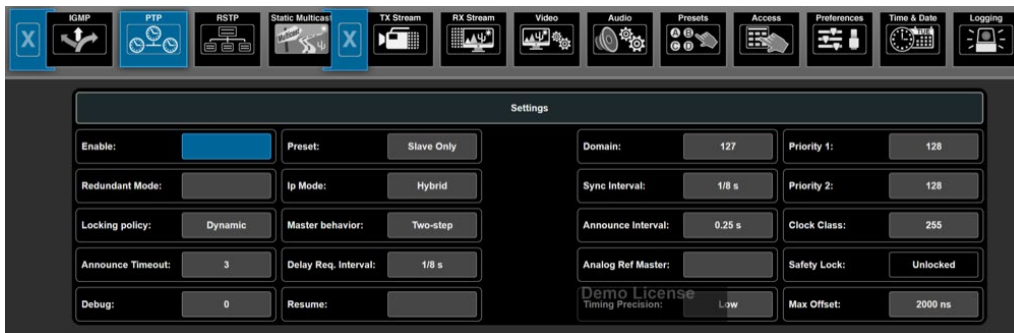 IGMP PTP RSTP Static Multicast TX Stream RX Stream Video Audio Presets Access Preferences Time & Date Logging
X X A B C D TUE
Settings
Enable: Preset: Slave Only Domain: 127 Priority 1: 128
Redundant Mode: Ip Mode: Hybrid Sync Interval: 1/8 s Priority 2: 128
Locking policy: Dynamic Master behavior: Two-step Announce Interval: 0.25 s Clock Class: 255
Announce Timeout: 3 Delay Req. Interval: 1/8 s Analog Ref Master: Safety Lock: Unlocked
Demo License
Debug: 0 Resume: Timing Precision: Low Max Offset: 2000 ns